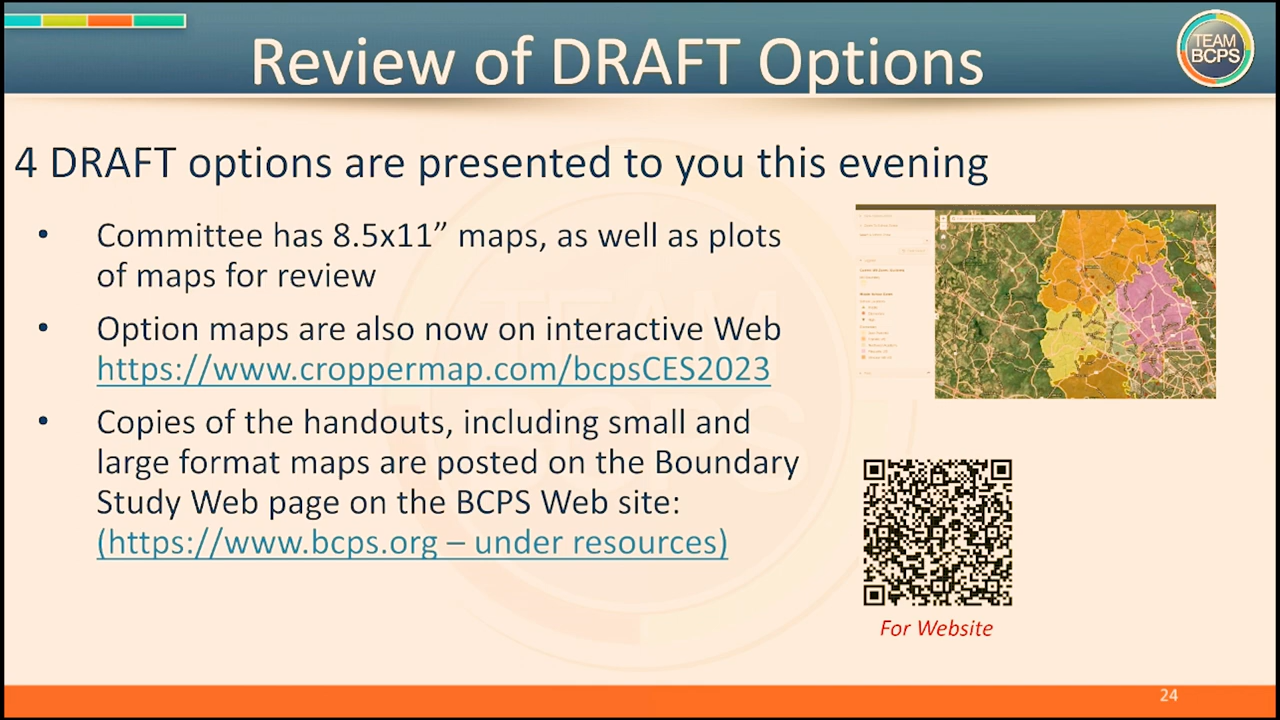 Review of DRAFT Options
TEAM
BCPS
4 DRAFT options are presented to you this evening
• Committee has 8.5x11” maps, as well as plots
of maps for review
• Option maps are also now on interactive Web
https://www.croppermap.com/bcpsCES2023
• Copies of the handouts, including small and
large format maps are posted on the Boundary
Study Web page on the BCPS Web site:
(https://www.bcps.org – under resources)
For Website
24